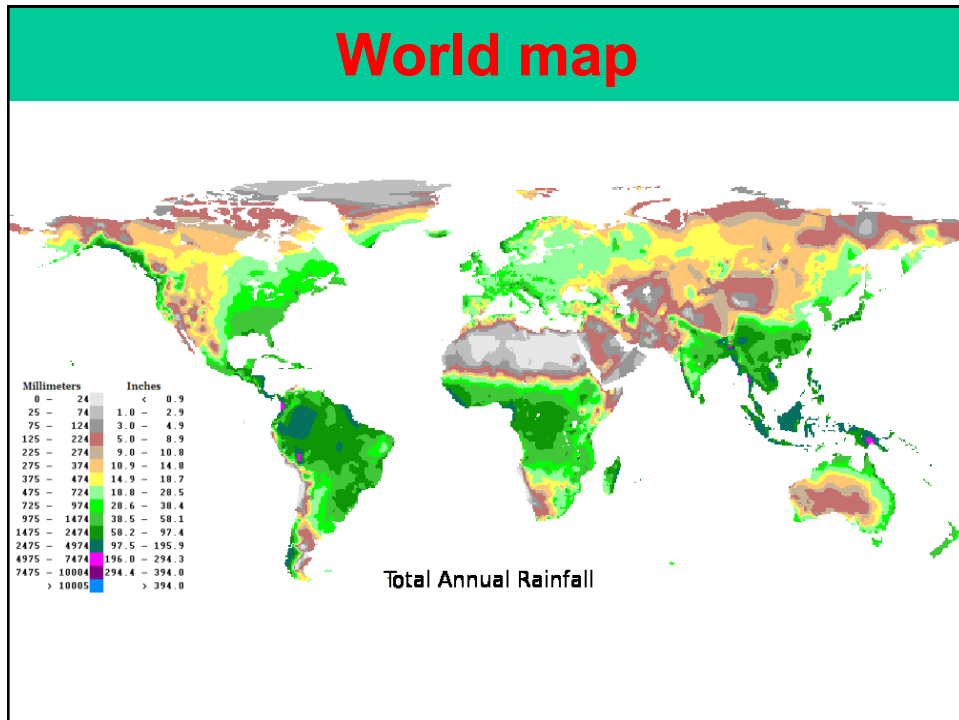 World map
Millimeters Inches
0 – 24 < 0.9
25 – 74 1.0 – 2.9
75 – 124 3.0 – 4.9
125 – 224 5.0 – 8.9
225 – 274 9.0 – 10.8
275 – 374 10.9 – 14.8
375 – 474 14.9 – 18.7
475 – 724 18.8 – 28.5
725 – 974 28.6 – 38.4
975 – 1474 38.5 – 58.1
1475 – 2474 58.2 – 97.4
2475 – 4974 97.5 – 195.9
4975 – 7474 196.0 – 294.3
7475 – 10004 294.4 – 394.0
> 10005 > 394.0
Total Annual Rainfall